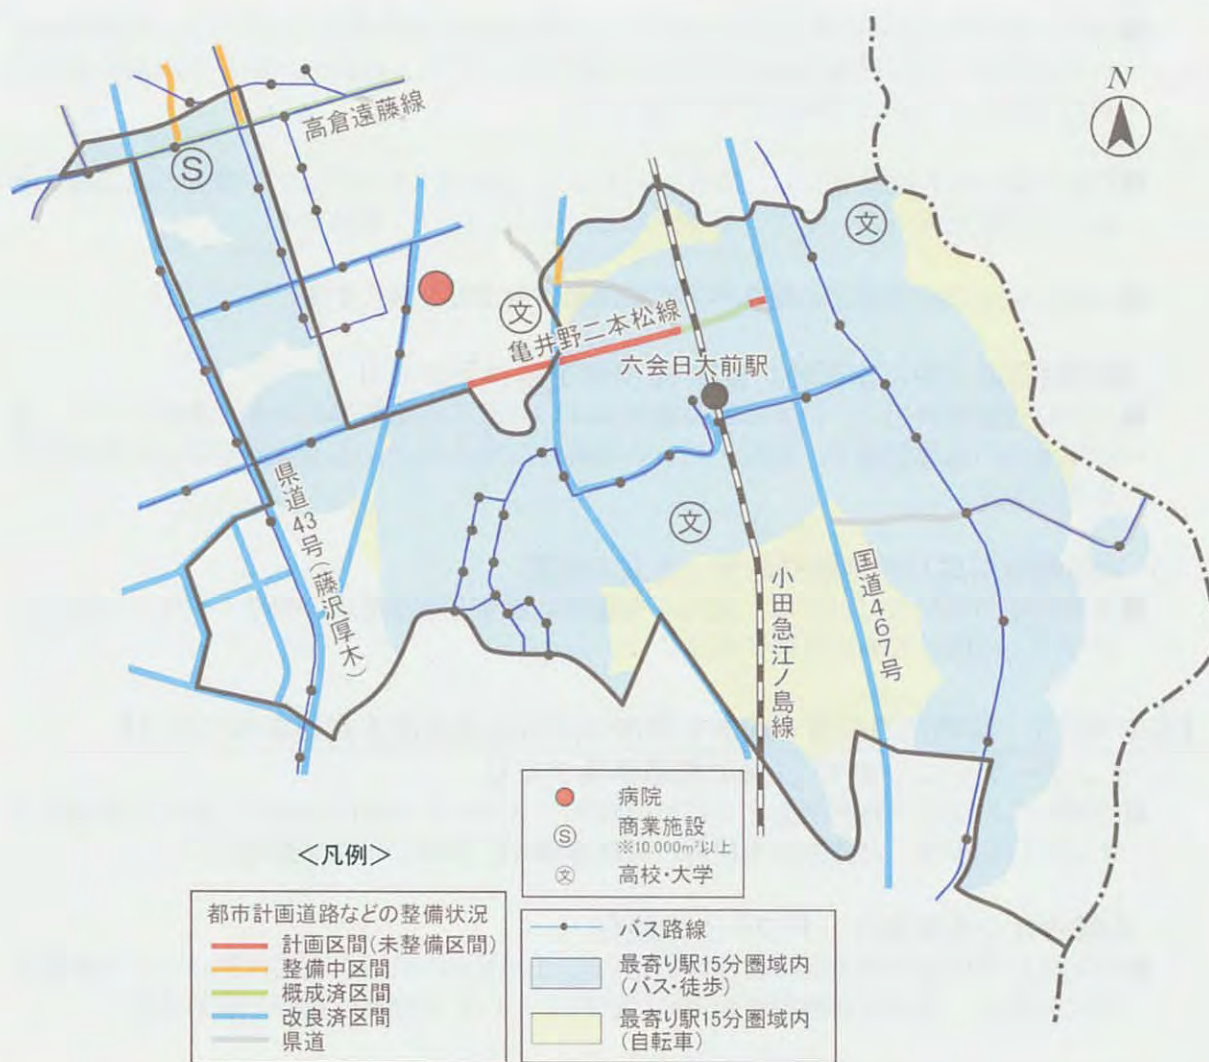 N
高倉遠藤線
S
文
文
亀井野二本松線
六会日大前駅
文
県道43号(藤沢厚木)
小田急江ノ島線
国道467号
<凡例>
病院
S 商業施設
※10,000m²以上
文 高校・大学
都市計画道路などの整備状況
計画区間(未整備区間)
整備中区間
概成済区間
改良済区間
県道
バス路線
最寄り駅15分圏域内
(バス・徒歩)
最寄り駅15分圏域内
(自転車)